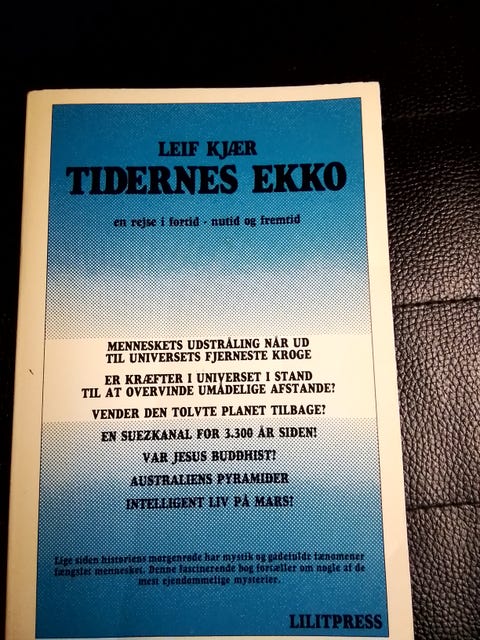 LEIF KJÆR
TIDERNES EKKO
en rejse i fortid - nutid og fremtid
MENNESKETS UDSTRÅLING NÅR UD
TIL UNIVERSETS FJERNESTE KROGE
ER KRÆFTER I UNIVERSET I STAND
TIL AT OVERVINDE UMÅDELIGE AFSTANDE?
VENDER DEN TOLVTE PLANET TILBAGE?
EN SUEZKANAL FOR 3.300 ÅR SIDEN!
VAR JESUS BUDDHIST?
AUSTRALIENS PYRAMIDER
INTELLIGENT LIV PÅ MARS!
Lige siden historiens morgenrøde har mystik og gådefulde fænomener
fængslet mennesket. Denne fascinerende bog fortæller om nogle af de
mest ejendommelige mysterier.
LILITPRESS